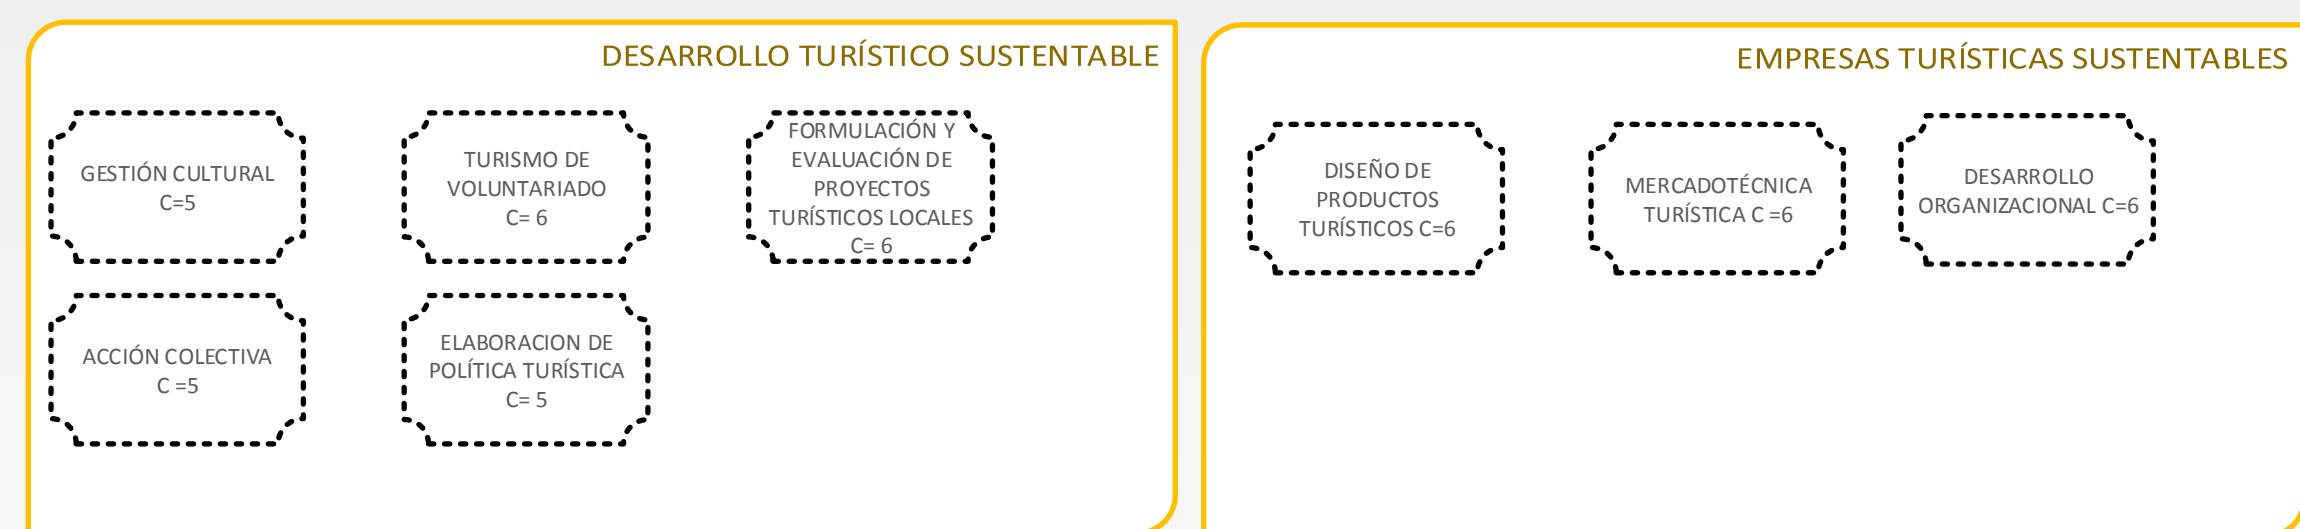 DESARROLLO TURÍSTICO SUSTENTABLE
GESTIÓN CULTURAL
C=5
TURISMO DE
VOLUNTARIADO
C= 6
FORMULACIÓN Y
EVALUACIÓN DE
PROYECTOS
TURÍSTICOS LOCALES
C= 6
ACCIÓN COLECTIVA
C =5
ELABORACION DE
POLÍTICA TURÍSTICA
C= 5
EMPRESAS TURÍSTICAS SUSTENTABLES
DISEÑO DE
PRODUCTOS
TURÍSTICOS C=6
MERCADOTÉCNICA
TURÍSTICA C =6
DESARROLLO
ORGANIZACIONAL C=6